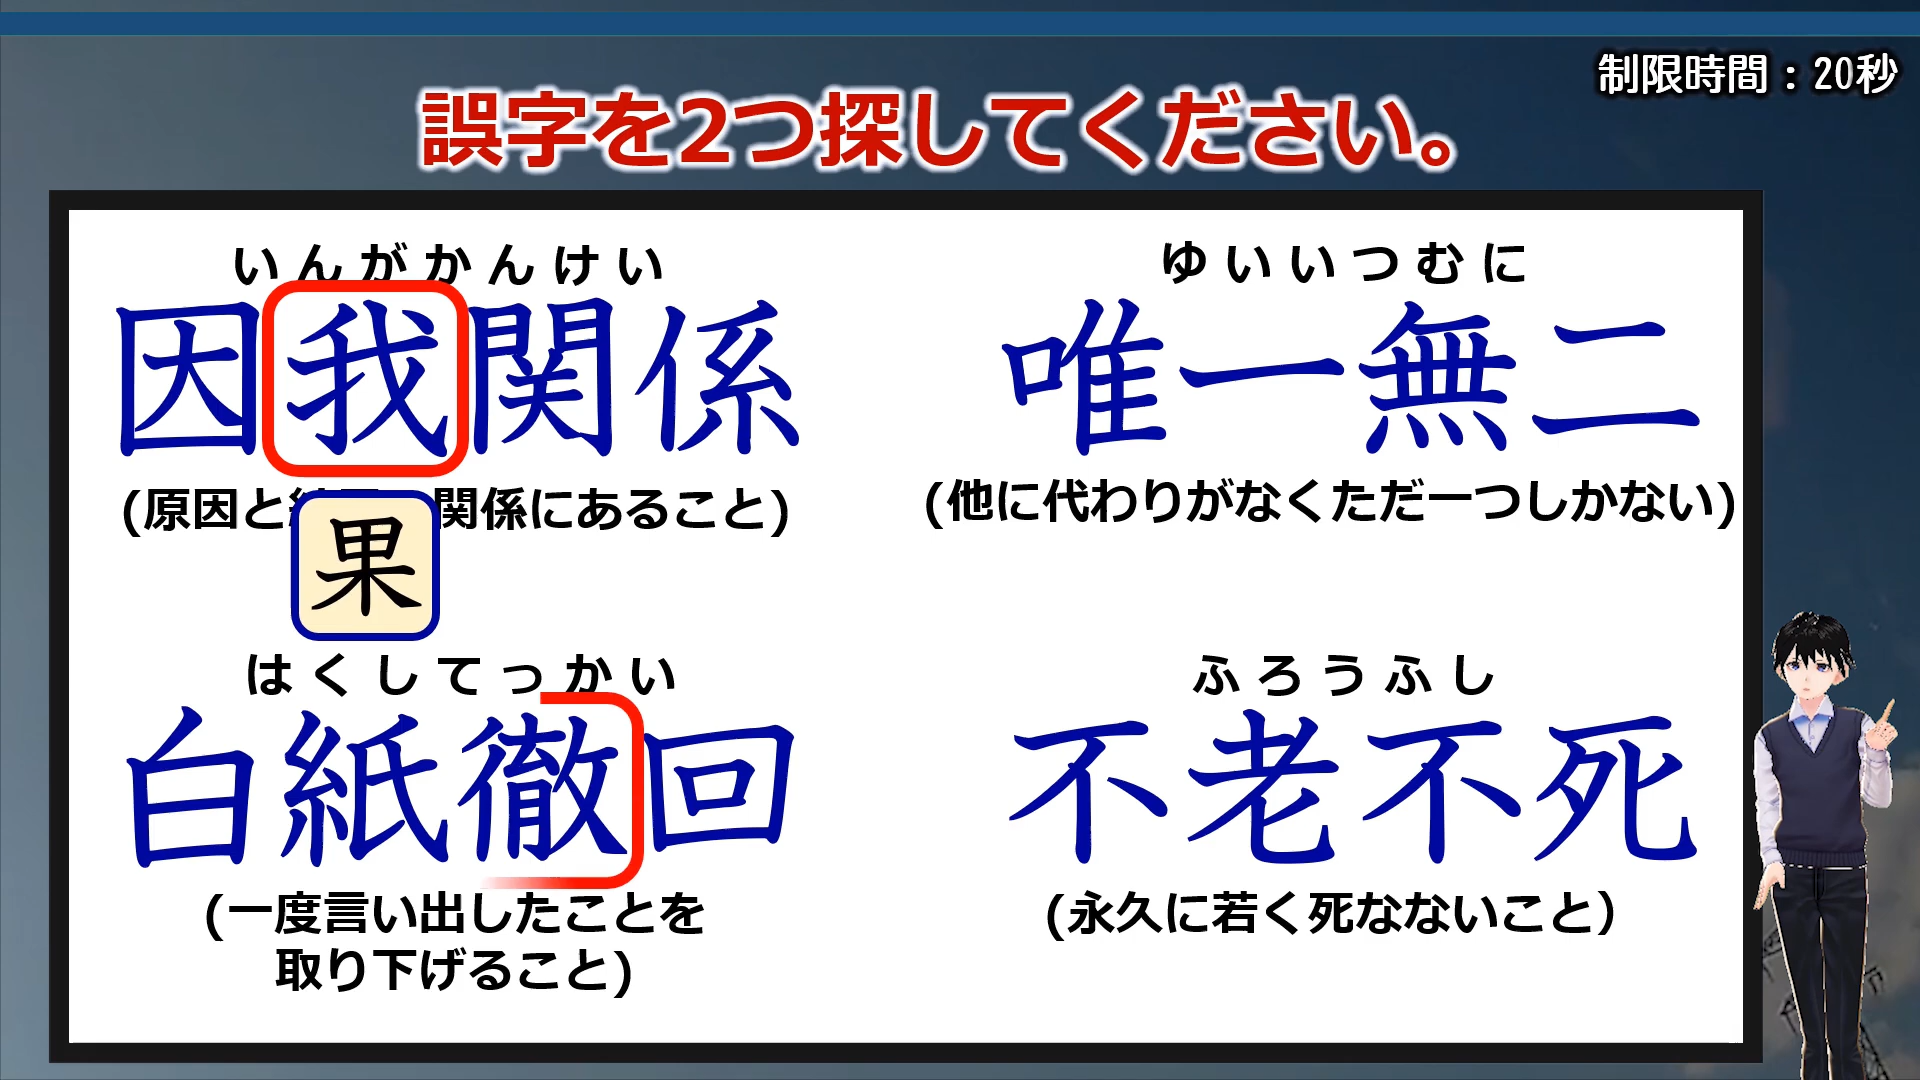 制限時間：20秒
誤字を2つ探してください。
いんがかんけい
因我関係
(原因と 関係にあること)
果
ゆいいつむに
唯一無二
(他に代わりがなくただ一つしかない)
はくしてっかい
白紙徹回
(一度言い出したことを
取り下げること)
ふろうふし
不老不死
(永久に若く死なないこと)